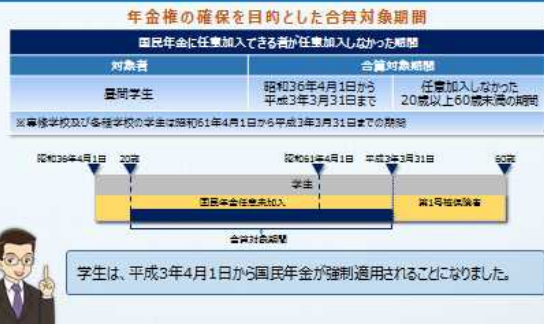 年金権の確保を目的とした合算対象期間
国民年金に任意加入できる者が任意加入しなかった期間
対象者
合算対象期間
昼間学生
昭和36年4月1日から
平成3年3月31日まで
任意加入しなかった
20歳以上60歳未満の期間
※専修学校及び各種学校の学生は昭和61年4月1日から平成3年3月31日までの期間
昭和36年4月1日 20歳 昭和61年4月1日 平成3年3月31日 60歳
学生
国民年金任意未加入 第1号被保険者
合算対象期間
学生は、平成3年4月1日から国民年金が強制適用されることになりました。